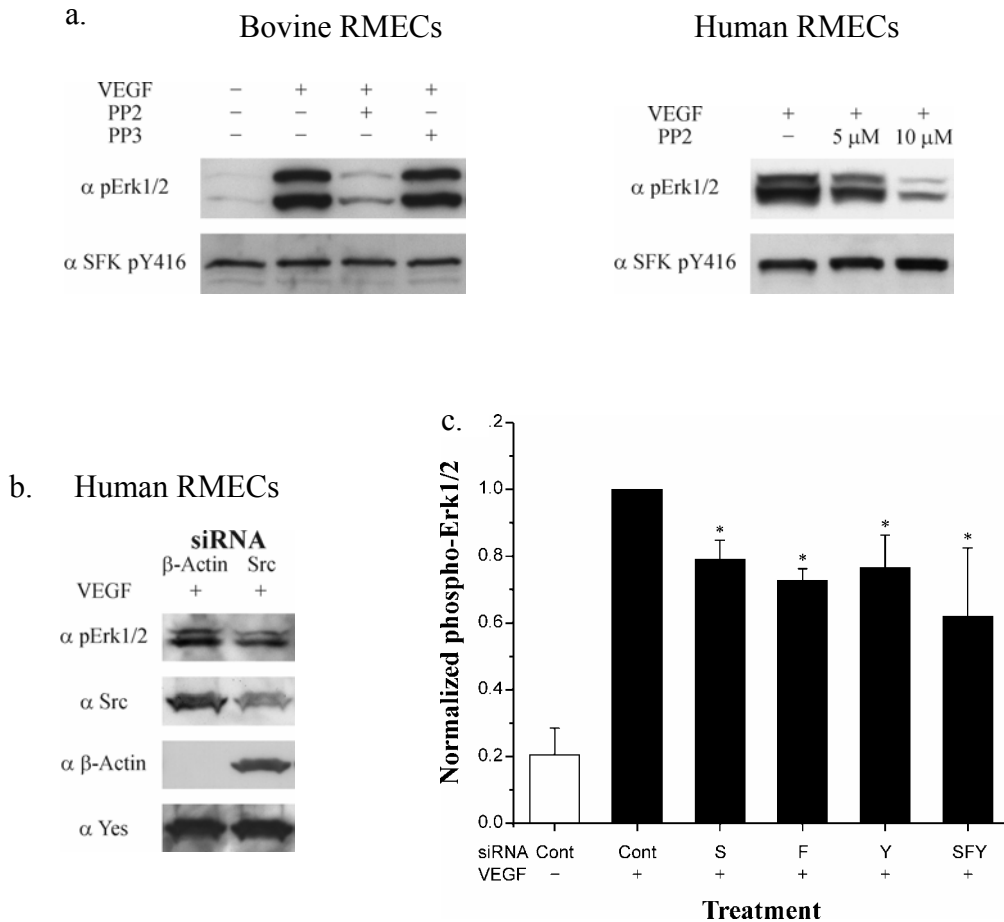 a.
Bovine RMECs
VEGF − + + +
PP2 − − + −
PP3 − − − +
α pErk1/2
α SFK pY416
Human RMECs
VEGF + + +
PP2 − 5 μM 10 μM
α pErk1/2
α SFK pY416
b. Human RMECs
siRNA
β-Actin Src
VEGF + +
α pErk1/2
α Src
α β-Actin
α Yes
c.
Normalized phospho-Erk1/2
.2
1.0
0.8
0.6
0.4
0.2
0.0
* * * *
siRNA Cont Cont S F Y SFY
VEGF − + + + + +
Treatment